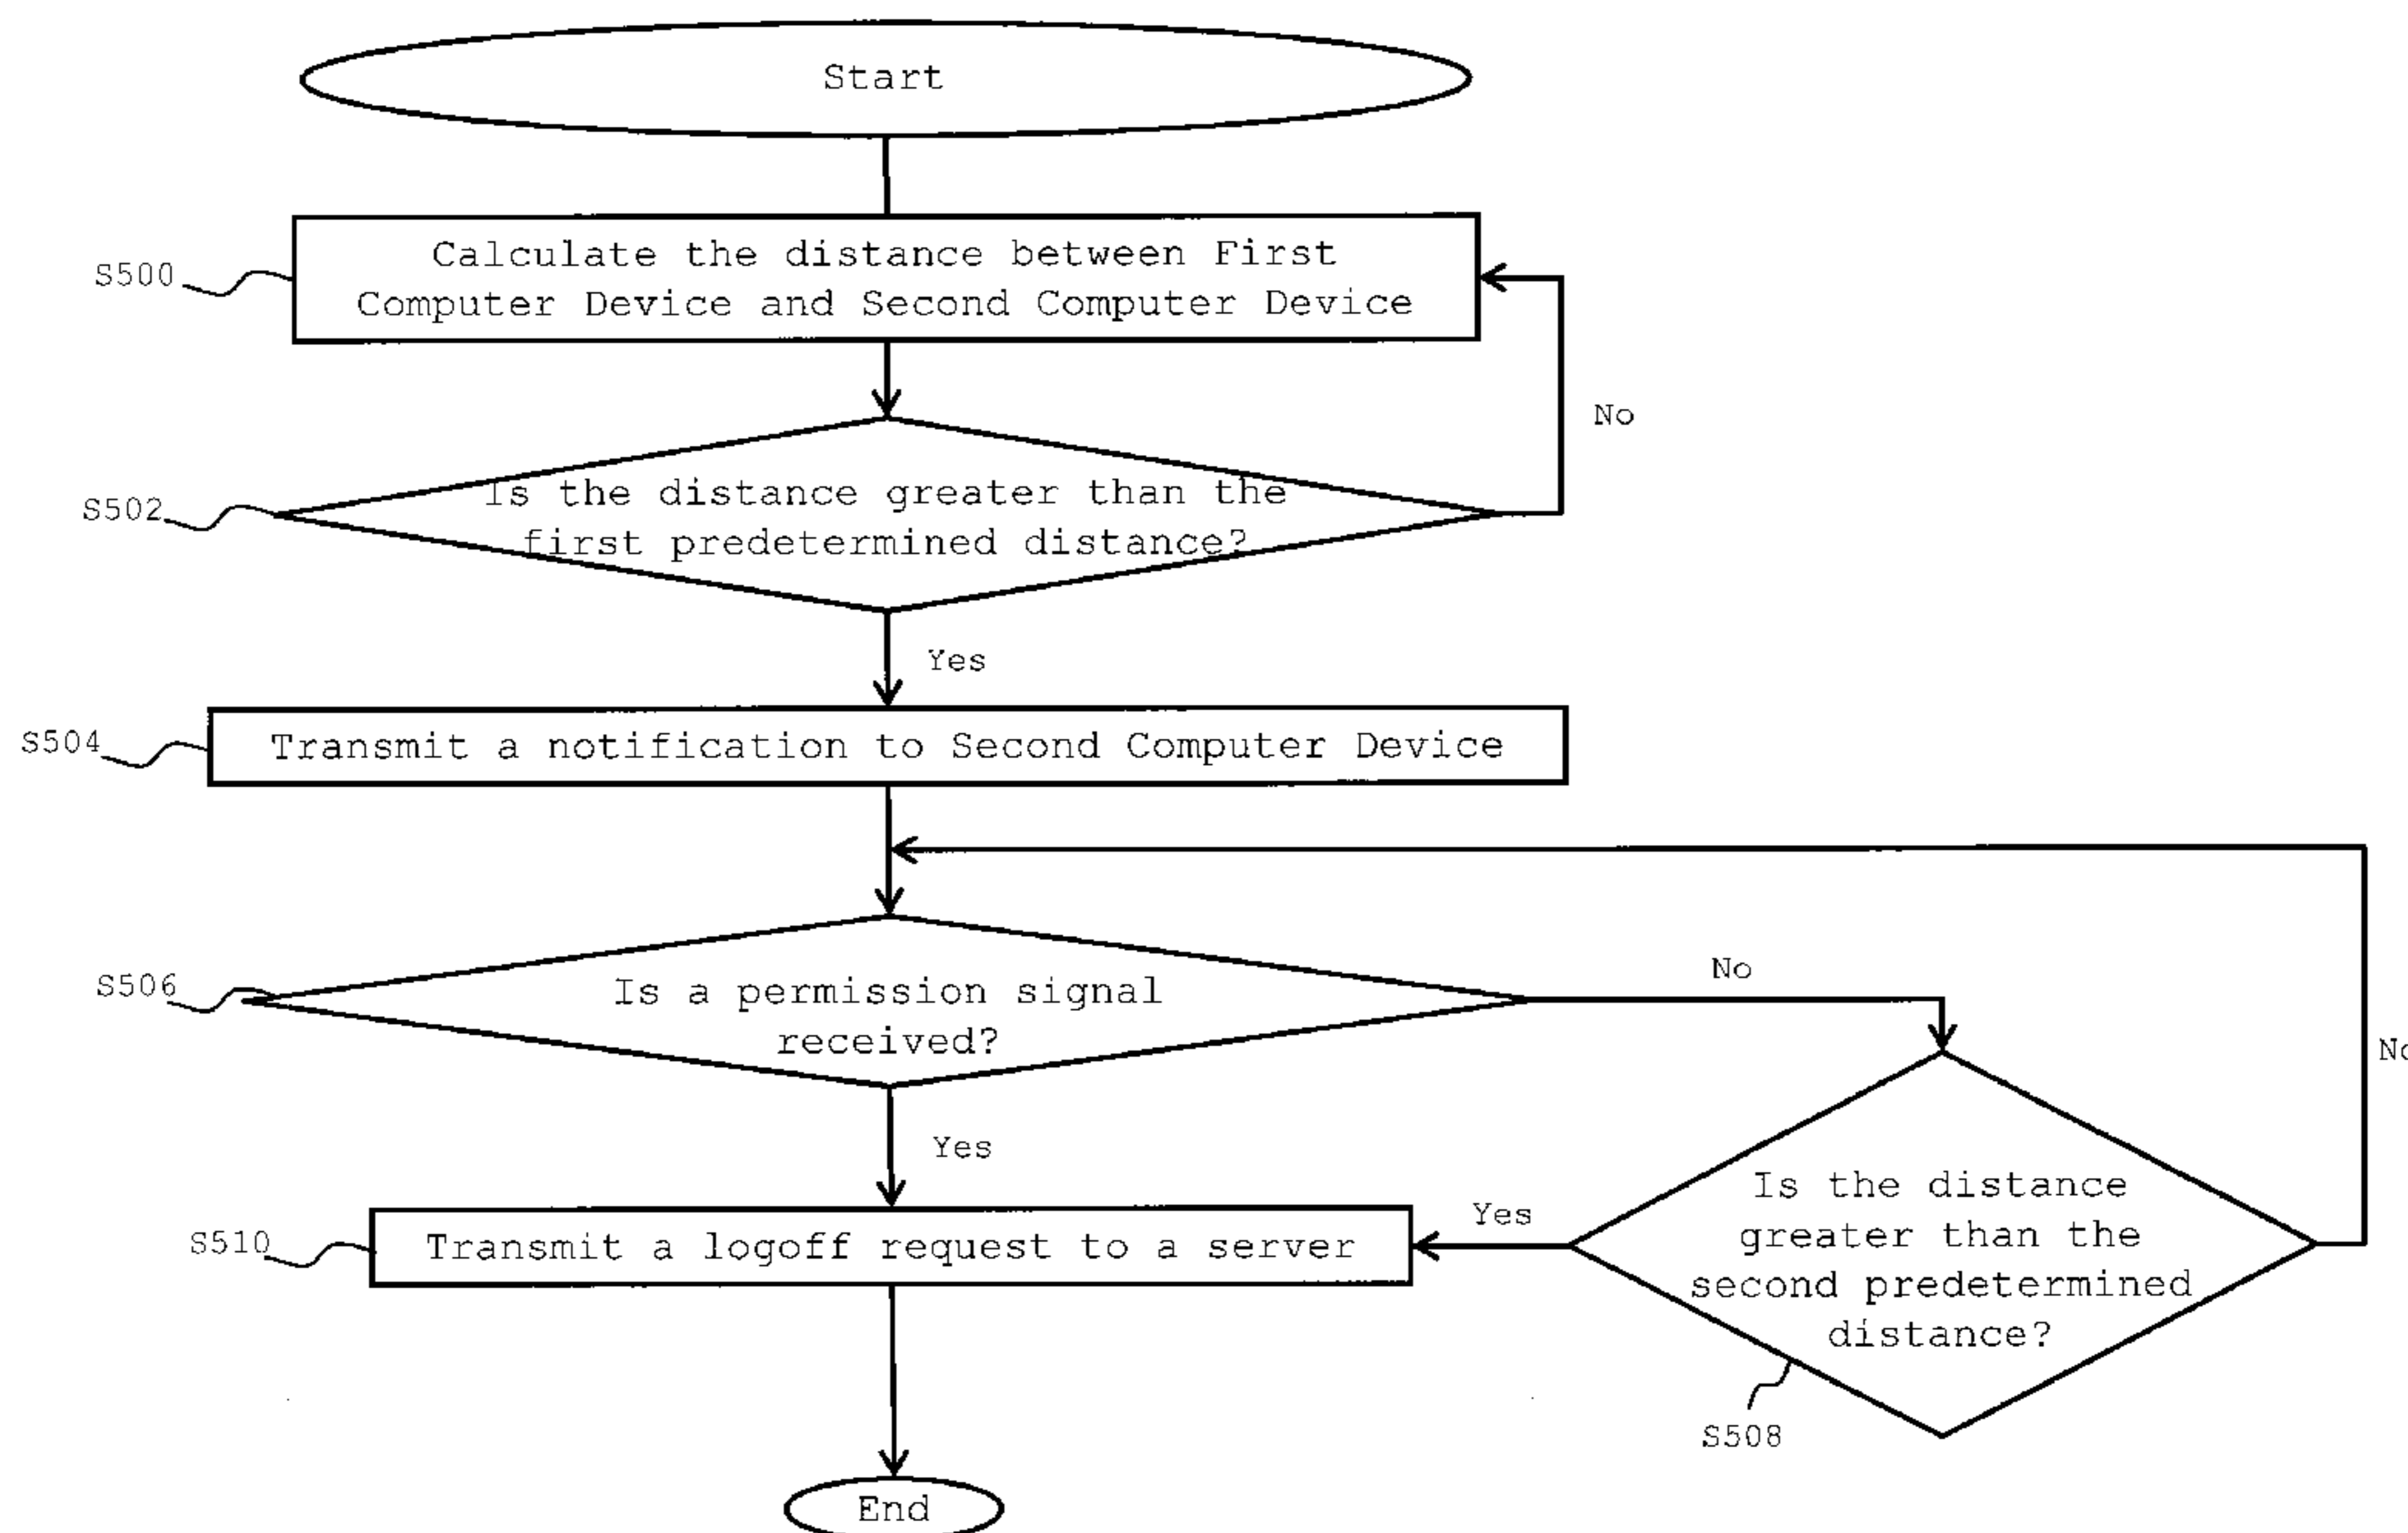 Start
S500
Calculate the distance between First
Computer Device and Second Computer Device
No
S502
Is the distance greater than the
first predetermined distance?
Yes
S504
Transmit a notification to Second Computer Device
S506
Is a permission signal
received?
No
No
Yes
Is the distance
greater than the
second predetermined
distance?
Yes
S510
Transmit a logoff request to a server
S508
End